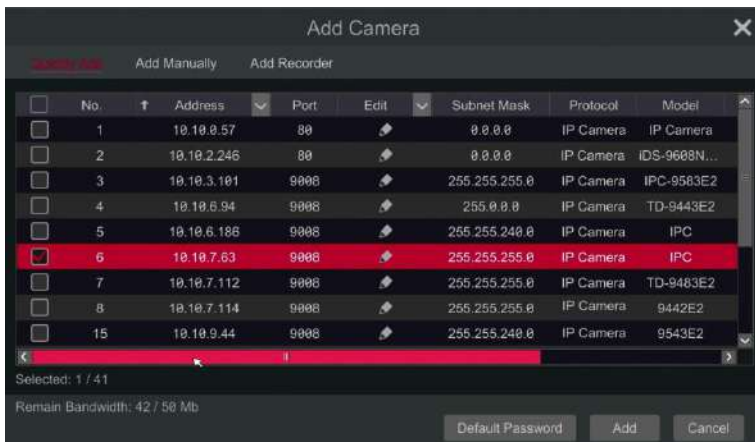 Add Camera
Quickly Add Add Manually Add Recorder
No. Address Port Edit Subnet Mask Protocol Model
1 10.10.0.57 80 0.0.0.0 IP Camera IP Camera
2 10.10.2.246 80 0.0.0.0 IP Camera iDS-9608N...
3 10.10.3.101 9008 255.255.255.0 IP Camera IPC-9583E2
4 10.10.6.94 9008 255.0.0.0 IP Camera TD-9443E2
5 10.10.6.186 9008 255.255.240.0 IP Camera IPC
6 10.10.7.63 9008 255.255.255.0 IP Camera IPC
7 10.10.7.112 9008 255.255.255.0 IP Camera TD-9483E2
8 10.10.7.114 9008 255.255.255.0 IP Camera 9442E2
15 10.10.9.44 9008 255.255.240.0 IP Camera 9543E2
Selected: 1 / 41
Remain Bandwidth: 42 / 50 Mb
Default Password Add Cancel